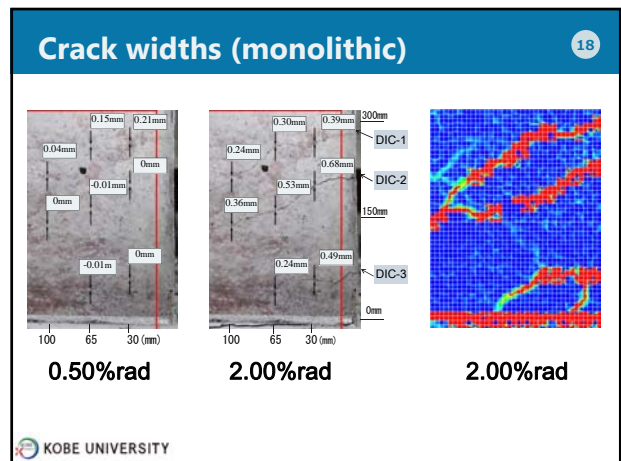 Crack widths (monolithic)
18
0.15mm 0.21mm
0.04mm
0mm
-0.01mm
0mm
0mm
-0.01m
100 65 30 (mm)
0.50%rad
0.30mm 0.39mm
0.24mm
0.68mm
0.53mm
0.36mm
0.49mm
0.24mm
300mm
DIC-1
DIC-2
150mm
DIC-3
0mm
100 65 30 (mm)
2.00%rad
2.00%rad
KOBE UNIVERSITY